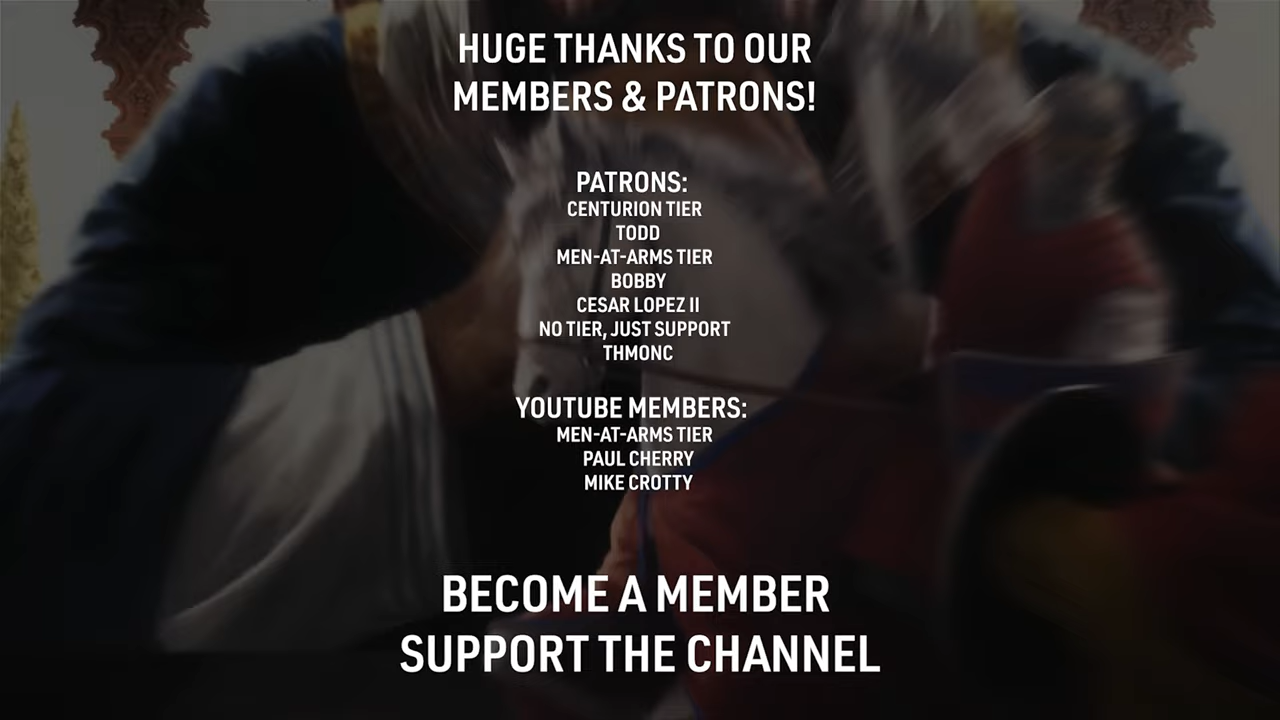 HUGE THANKS TO OUR
MEMBERS & PATRONS!
PATRONS:
CENTURION TIER
TODD
MEN-AT-ARMS TIER
BOBBY
CESAR LOPEZ II
NO TIER, JUST SUPPORT
THMONC
YOUTUBE MEMBERS:
MEN-AT-ARMS TIER
PAUL CHERRY
MIKE CROTTY
BECOME A MEMBER
SUPPORT THE CHANNEL